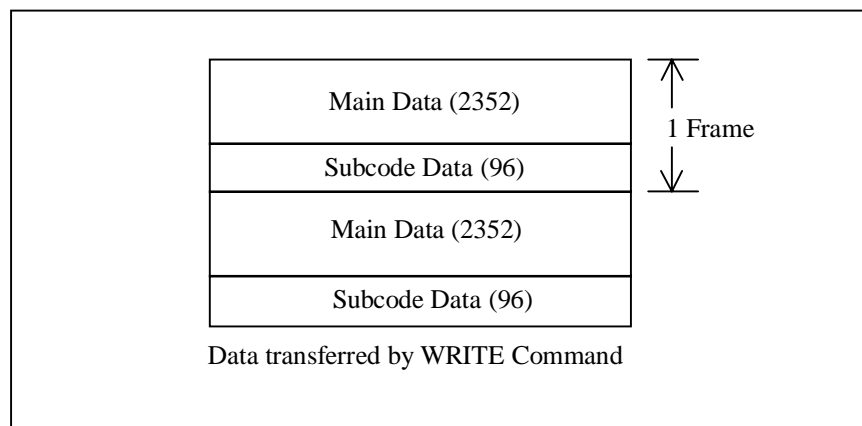 Main Data (2352)
1 Frame
Subcode Data (96)
Main Data (2352)
Subcode Data (96)
Data transferred by WRITE Command